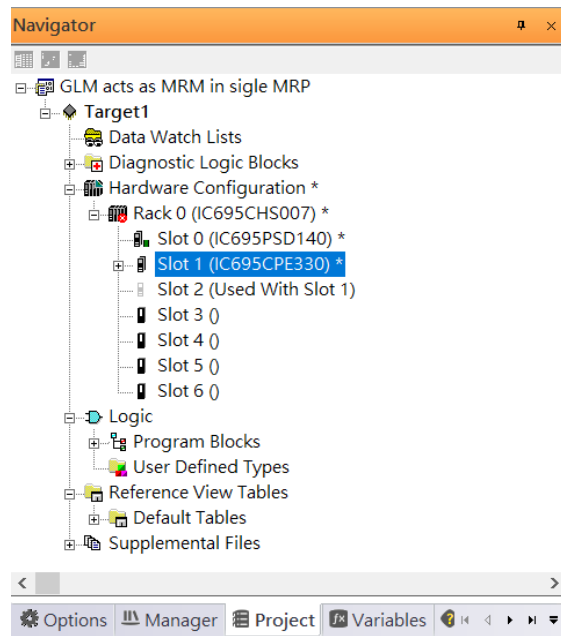 Navigator
GLM acts as MRM in sigle MRP
Target1
Data Watch Lists
Diagnostic Logic Blocks
Hardware Configuration *
Rack 0 (IC695CHS007) *
Slot 0 (IC695PSD140) *
Slot 1 (IC695CPE330) *
Slot 2 (Used With Slot 1)
Slot 3 ()
Slot 4 ()
Slot 5 ()
Slot 6 ()
Logic
Program Blocks
User Defined Types
Reference View Tables
Default Tables
Supplemental Files
Options Manager Project Variables